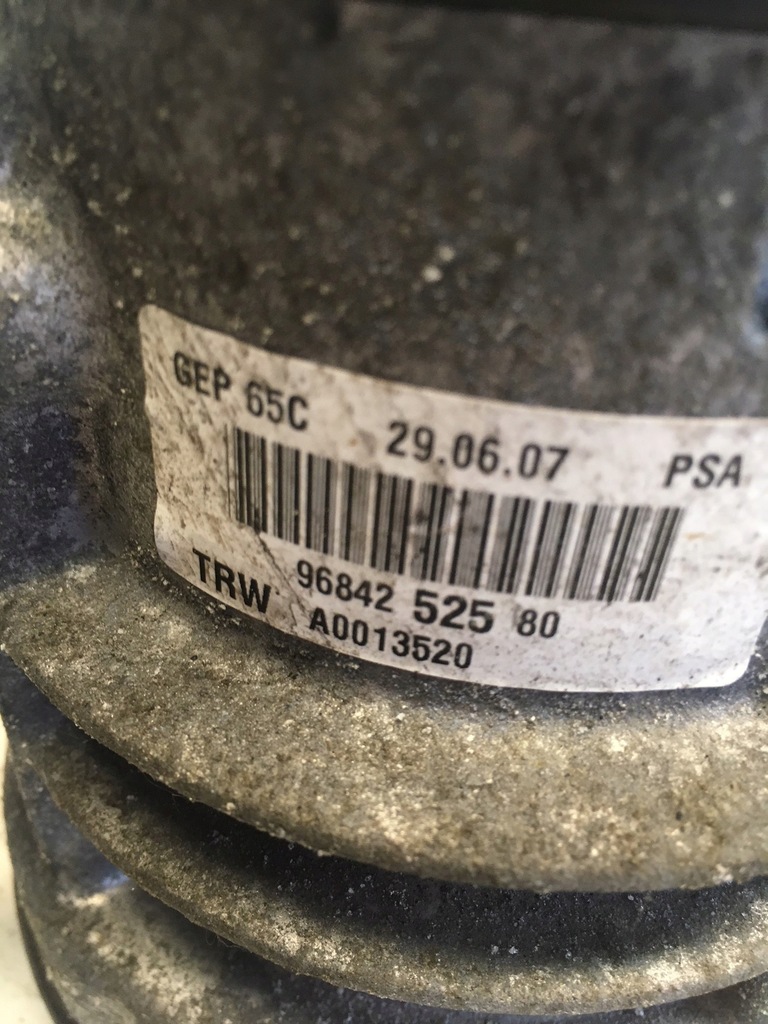 GEP 65C 29.06.07 PSA
TRW 96842 525 80
A0013520